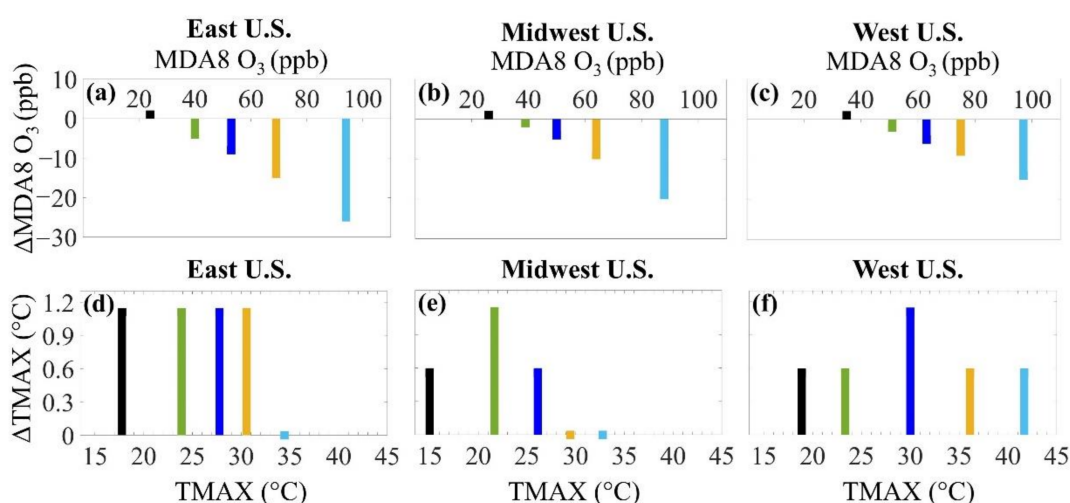 East U.S. Midwest U.S. West U.S.
MDA8 O₃ (ppb) MDA8 O₃ (ppb) MDA8 O₃ (ppb)
ΔMDA8 O₃ (ppb)
10 (a) (b) (c)
20 40 60 80 100 20 40 60 80 100 20 40 60 80 100
0
−10
−20
−30
East U.S. Midwest U.S. West U.S.
ΔTMAX (°C)
1.2 (d) (e) (f)
0.9
0.6
0.3
0
15 20 25 30 35 40 45 15 20 25 30 35 40 45 15 20 25 30 35 40 45
TMAX (°C) TMAX (°C) TMAX (°C)